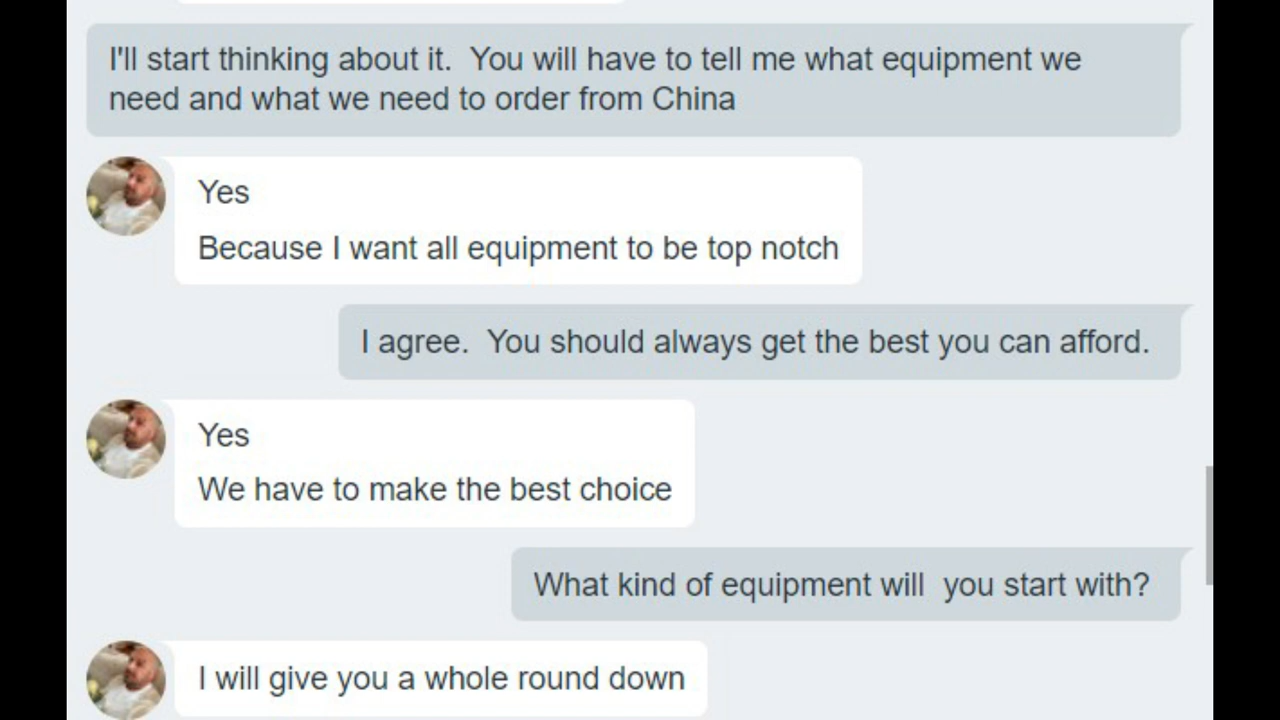 I'll start thinking about it.  You will have to tell me what equipment we
need and what we need to order from China
Yes
Because I want all equipment to be top notch
I agree.  You should always get the best you can afford.
Yes
We have to make the best choice
What kind of equipment will  you start with?
I will give you a whole round down